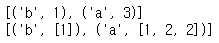 [('b', 1), ('a', 3)]
[('b', [1]), ('a', [1, 2, 2])]